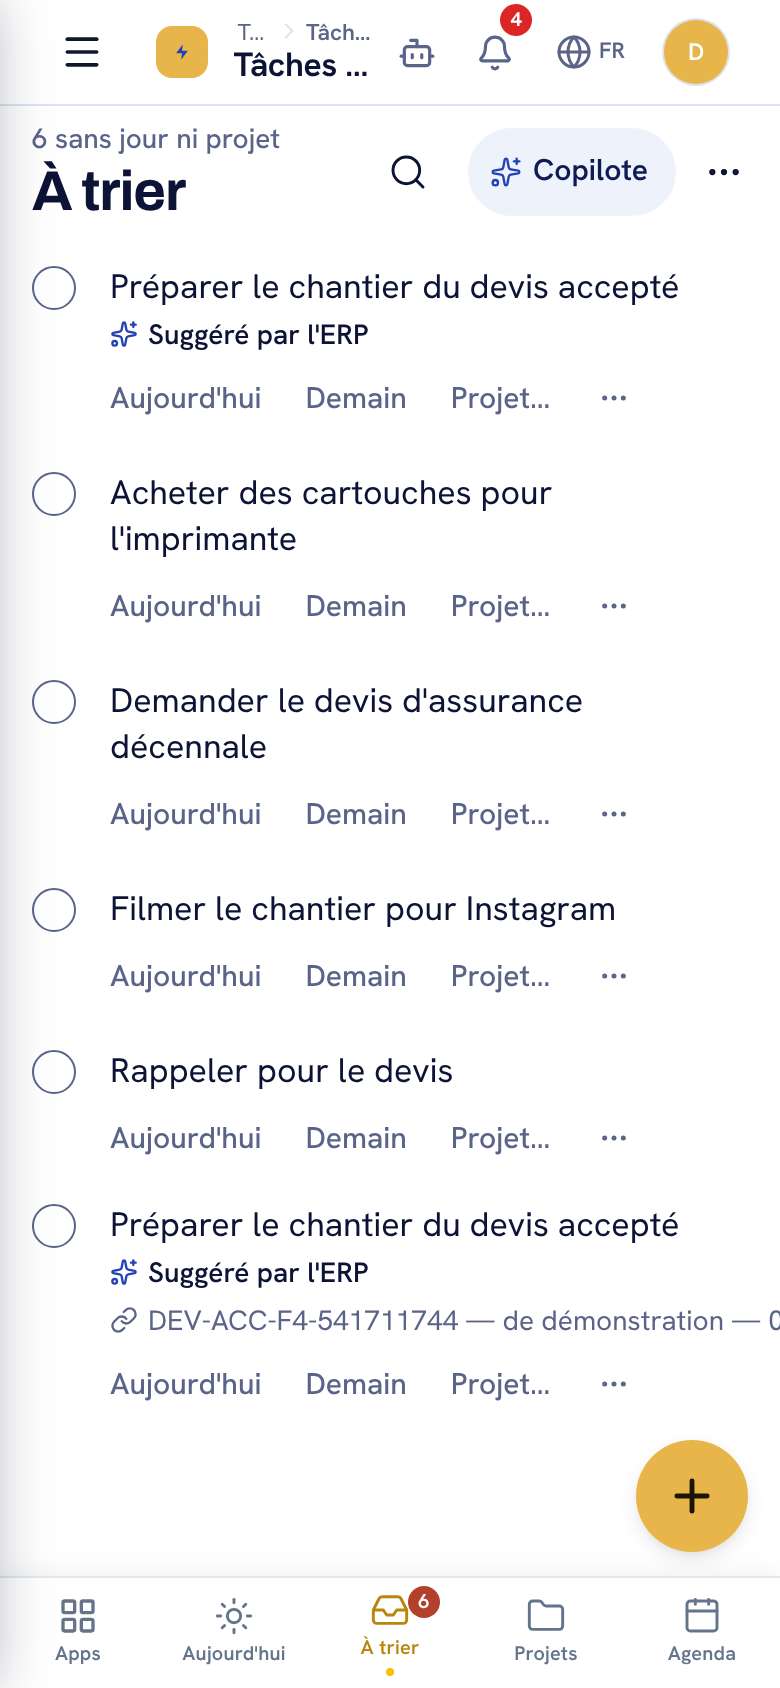 T... > Tâch...
Tâches ...
4
FR
D
6 sans jour ni projet
À trier
Copilote
Préparer le chantier du devis accepté
Suggéré par l'ERP
Aujourd'hui Demain Projet... ...
Acheter des cartouches pour
l'imprimante
Aujourd'hui Demain Projet... ...
Demander le devis d'assurance
décennale
Aujourd'hui Demain Projet... ...
Filmer le chantier pour Instagram
Aujourd'hui Demain Projet... ...
Rappeler pour le devis
Aujourd'hui Demain Projet... ...
Préparer le chantier du devis accepté
Suggéré par l'ERP
DEV-ACC-F4-541711744 — de démonstration —
Aujourd'hui Demain Projet... ...
6
Apps Aujourd'hui À trier Projets Agenda